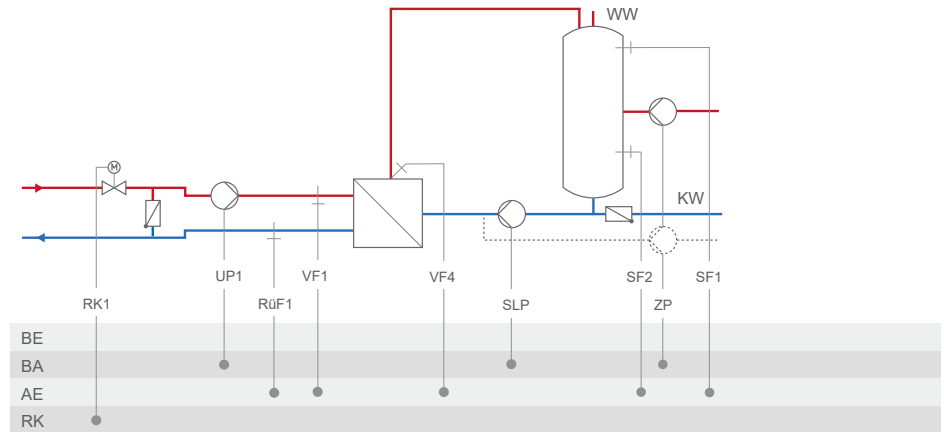 WW
M
KW
UP1 VF1 VF4 SF2 SF1
RK1 RüF1 SLP ZP
BE
BA
AE
RK